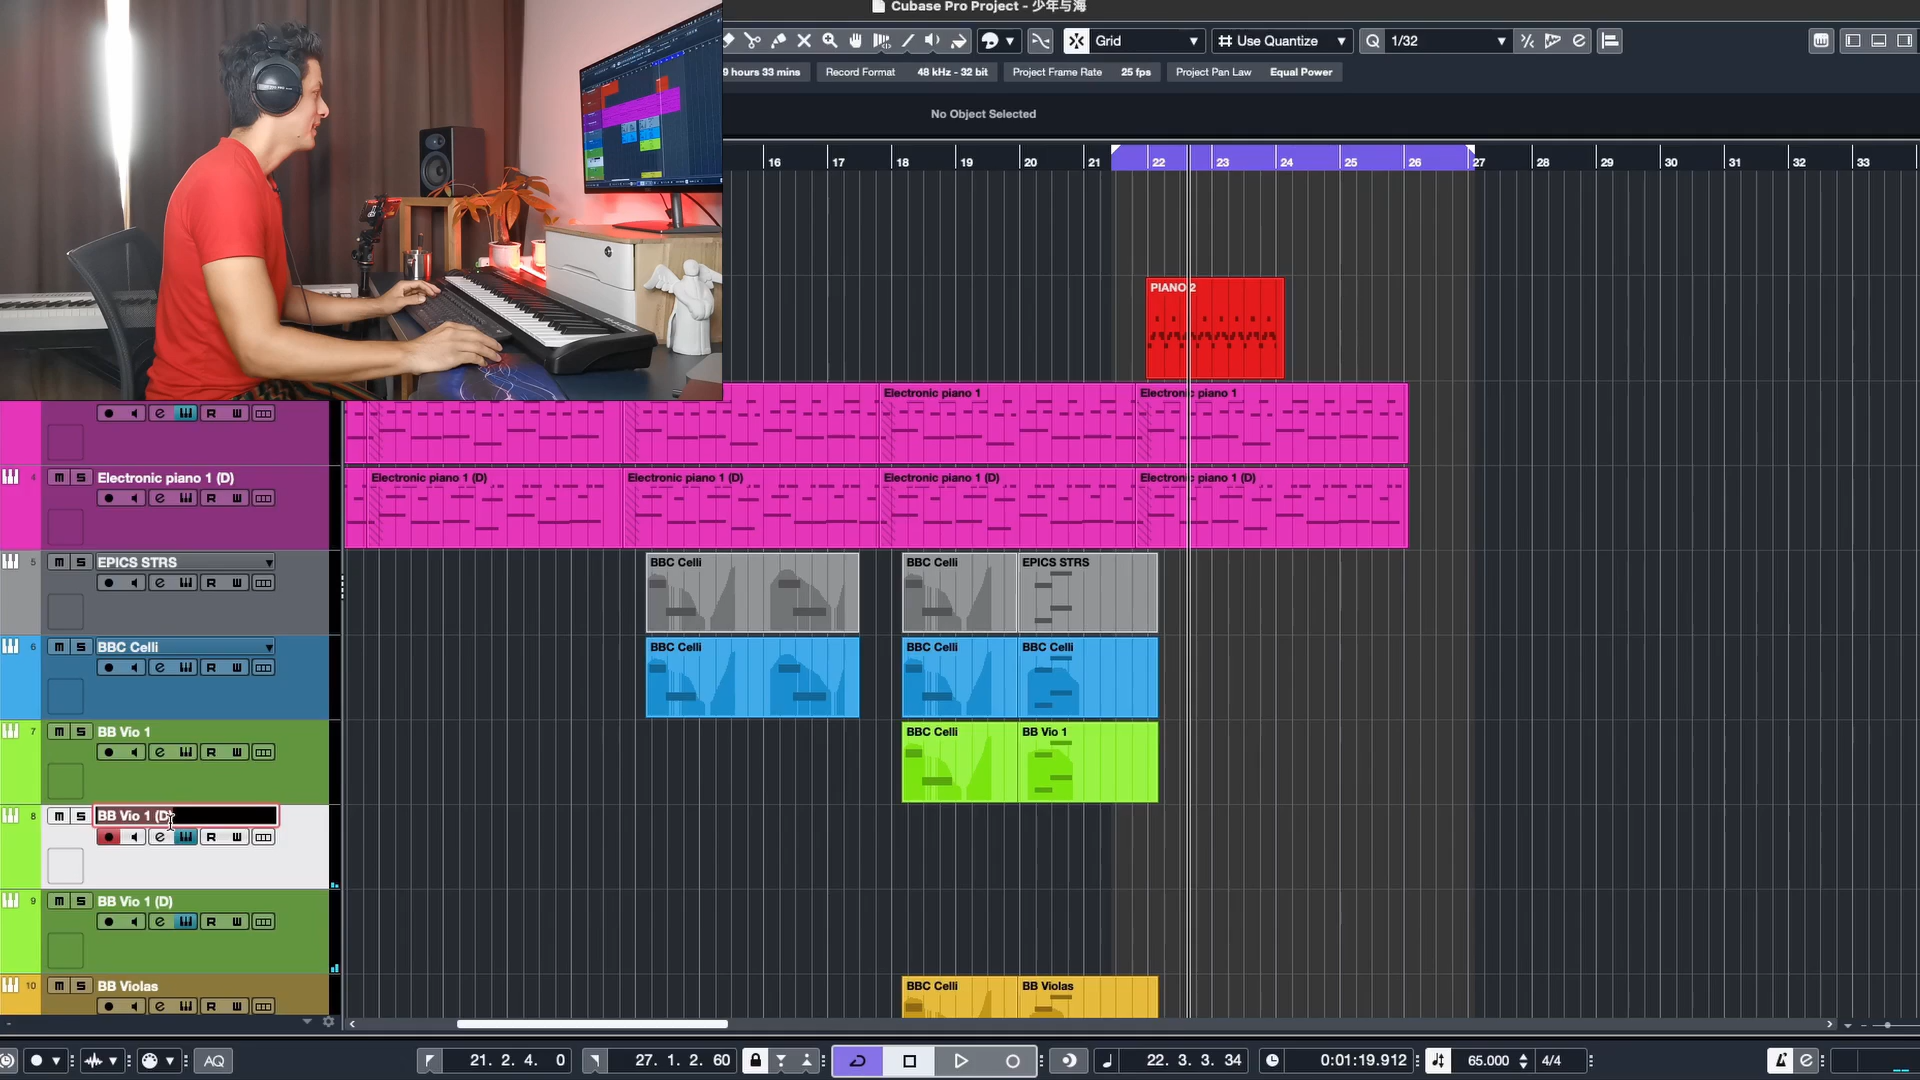 Cubase Pro Project - 少年与海
Grid
Use Quantize
Q
1/32
9 hours 33 mins
Record Format
48 kHz - 32 bit
Project Frame Rate
25 fps
Project Pan Law
Equal Power
No Object Selected
16 17 18 19 20 21 22 23 24 25 26 27 28 29 30 31 32 33
PIANO 2
Electronic piano 1
Electronic piano 1
R W
4 m S Electronic piano 1 (D)
R W
Electronic piano 1 (D)
Electronic piano 1 (D)
Electronic piano 1 (D)
Electronic piano 1 (D)
5 m S EPICS STRS
R W
BBC Celli
BBC Celli
EPICS STRS
6 m S BBC Celli
R W
BBC Celli
BBC Celli
BBC Celli
7 m S BB Vio 1
R W
BBC Celli
BB Vio 1
8 m S BB Vio 1 (D)
R W
9 m S BB Vio 1 (D)
R W
10 m S BB Violas
R W
BBC Celli
BB Violas
AQ
21. 2. 4. 0
27. 1. 2. 60
22. 3. 3. 34
0:01:19.912
65.000
4/4